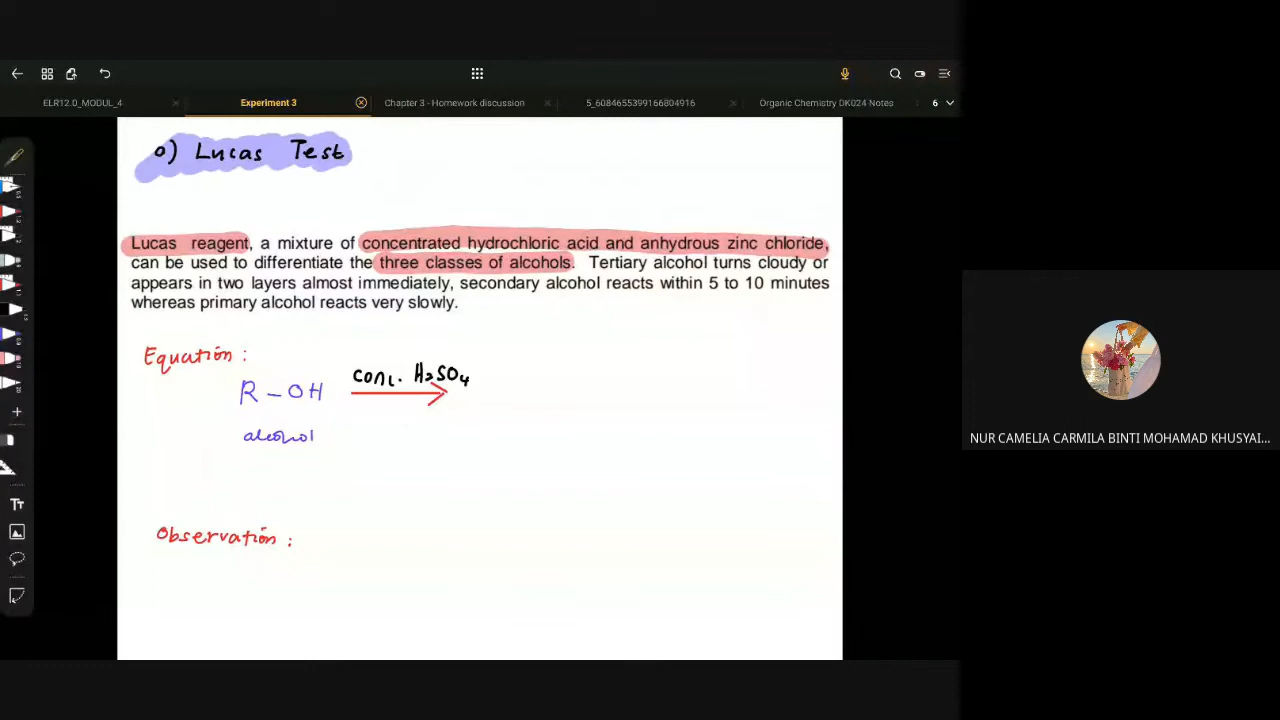 ELR12.0_MODUL_4
Experiment 3
Chapter 3 - Homework discussion
5_6084655399166804916
Organic Chemistry DK024 Notes
6
o) Lucas Test
Lucas reagent, a mixture of concentrated hydrochloric acid and anhydrous zinc chloride,
can be used to differentiate the three classes of alcohols. Tertiary alcohol turns cloudy or
appears in two layers almost immediately, secondary alcohol reacts within 5 to 10 minutes
whereas primary alcohol reacts very slowly.
Equation :
conc. H2SO4
R - OH
alcohol
Observation :
NUR CAMELIA CARMILA BINTI MOHAMAD KHUSYAI...
Tt